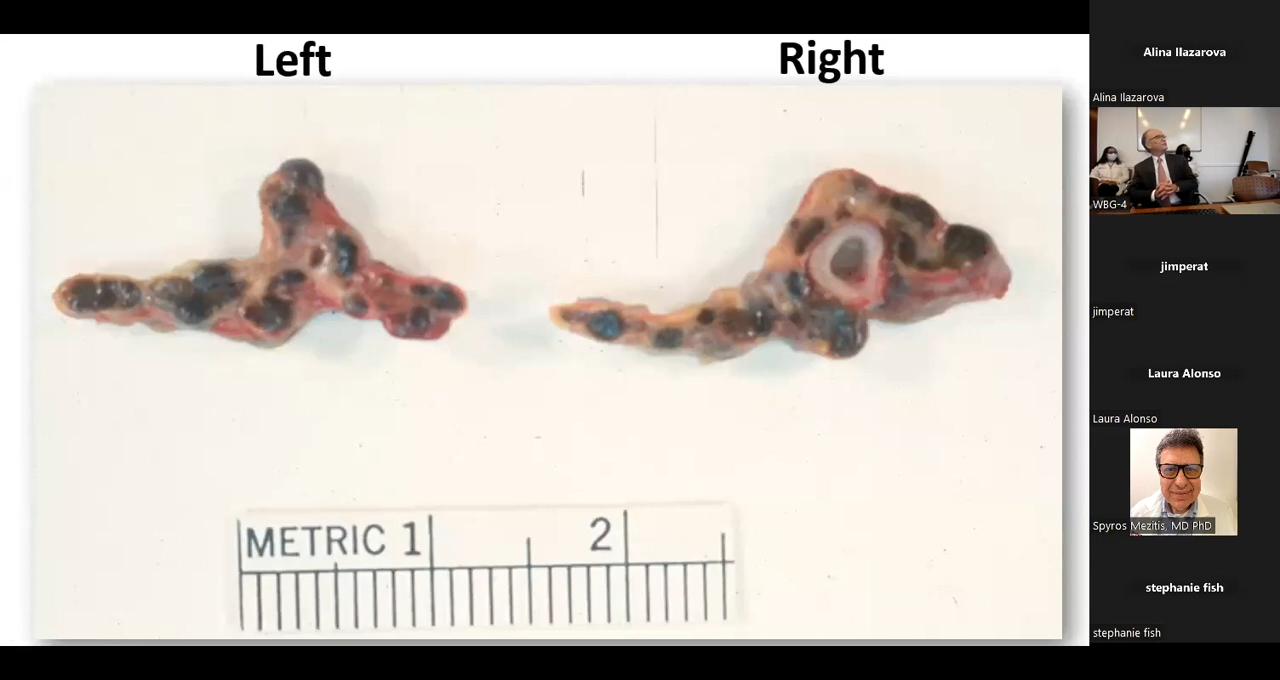 Left
Right
METRIC 1
2
Alina Ilazarova
Alina Ilazarova
WBG-4
jimperat
jimperat
Laura Alonso
Laura Alonso
Spyros Mezitis, MD PhD
stephanie fish
stephanie fish